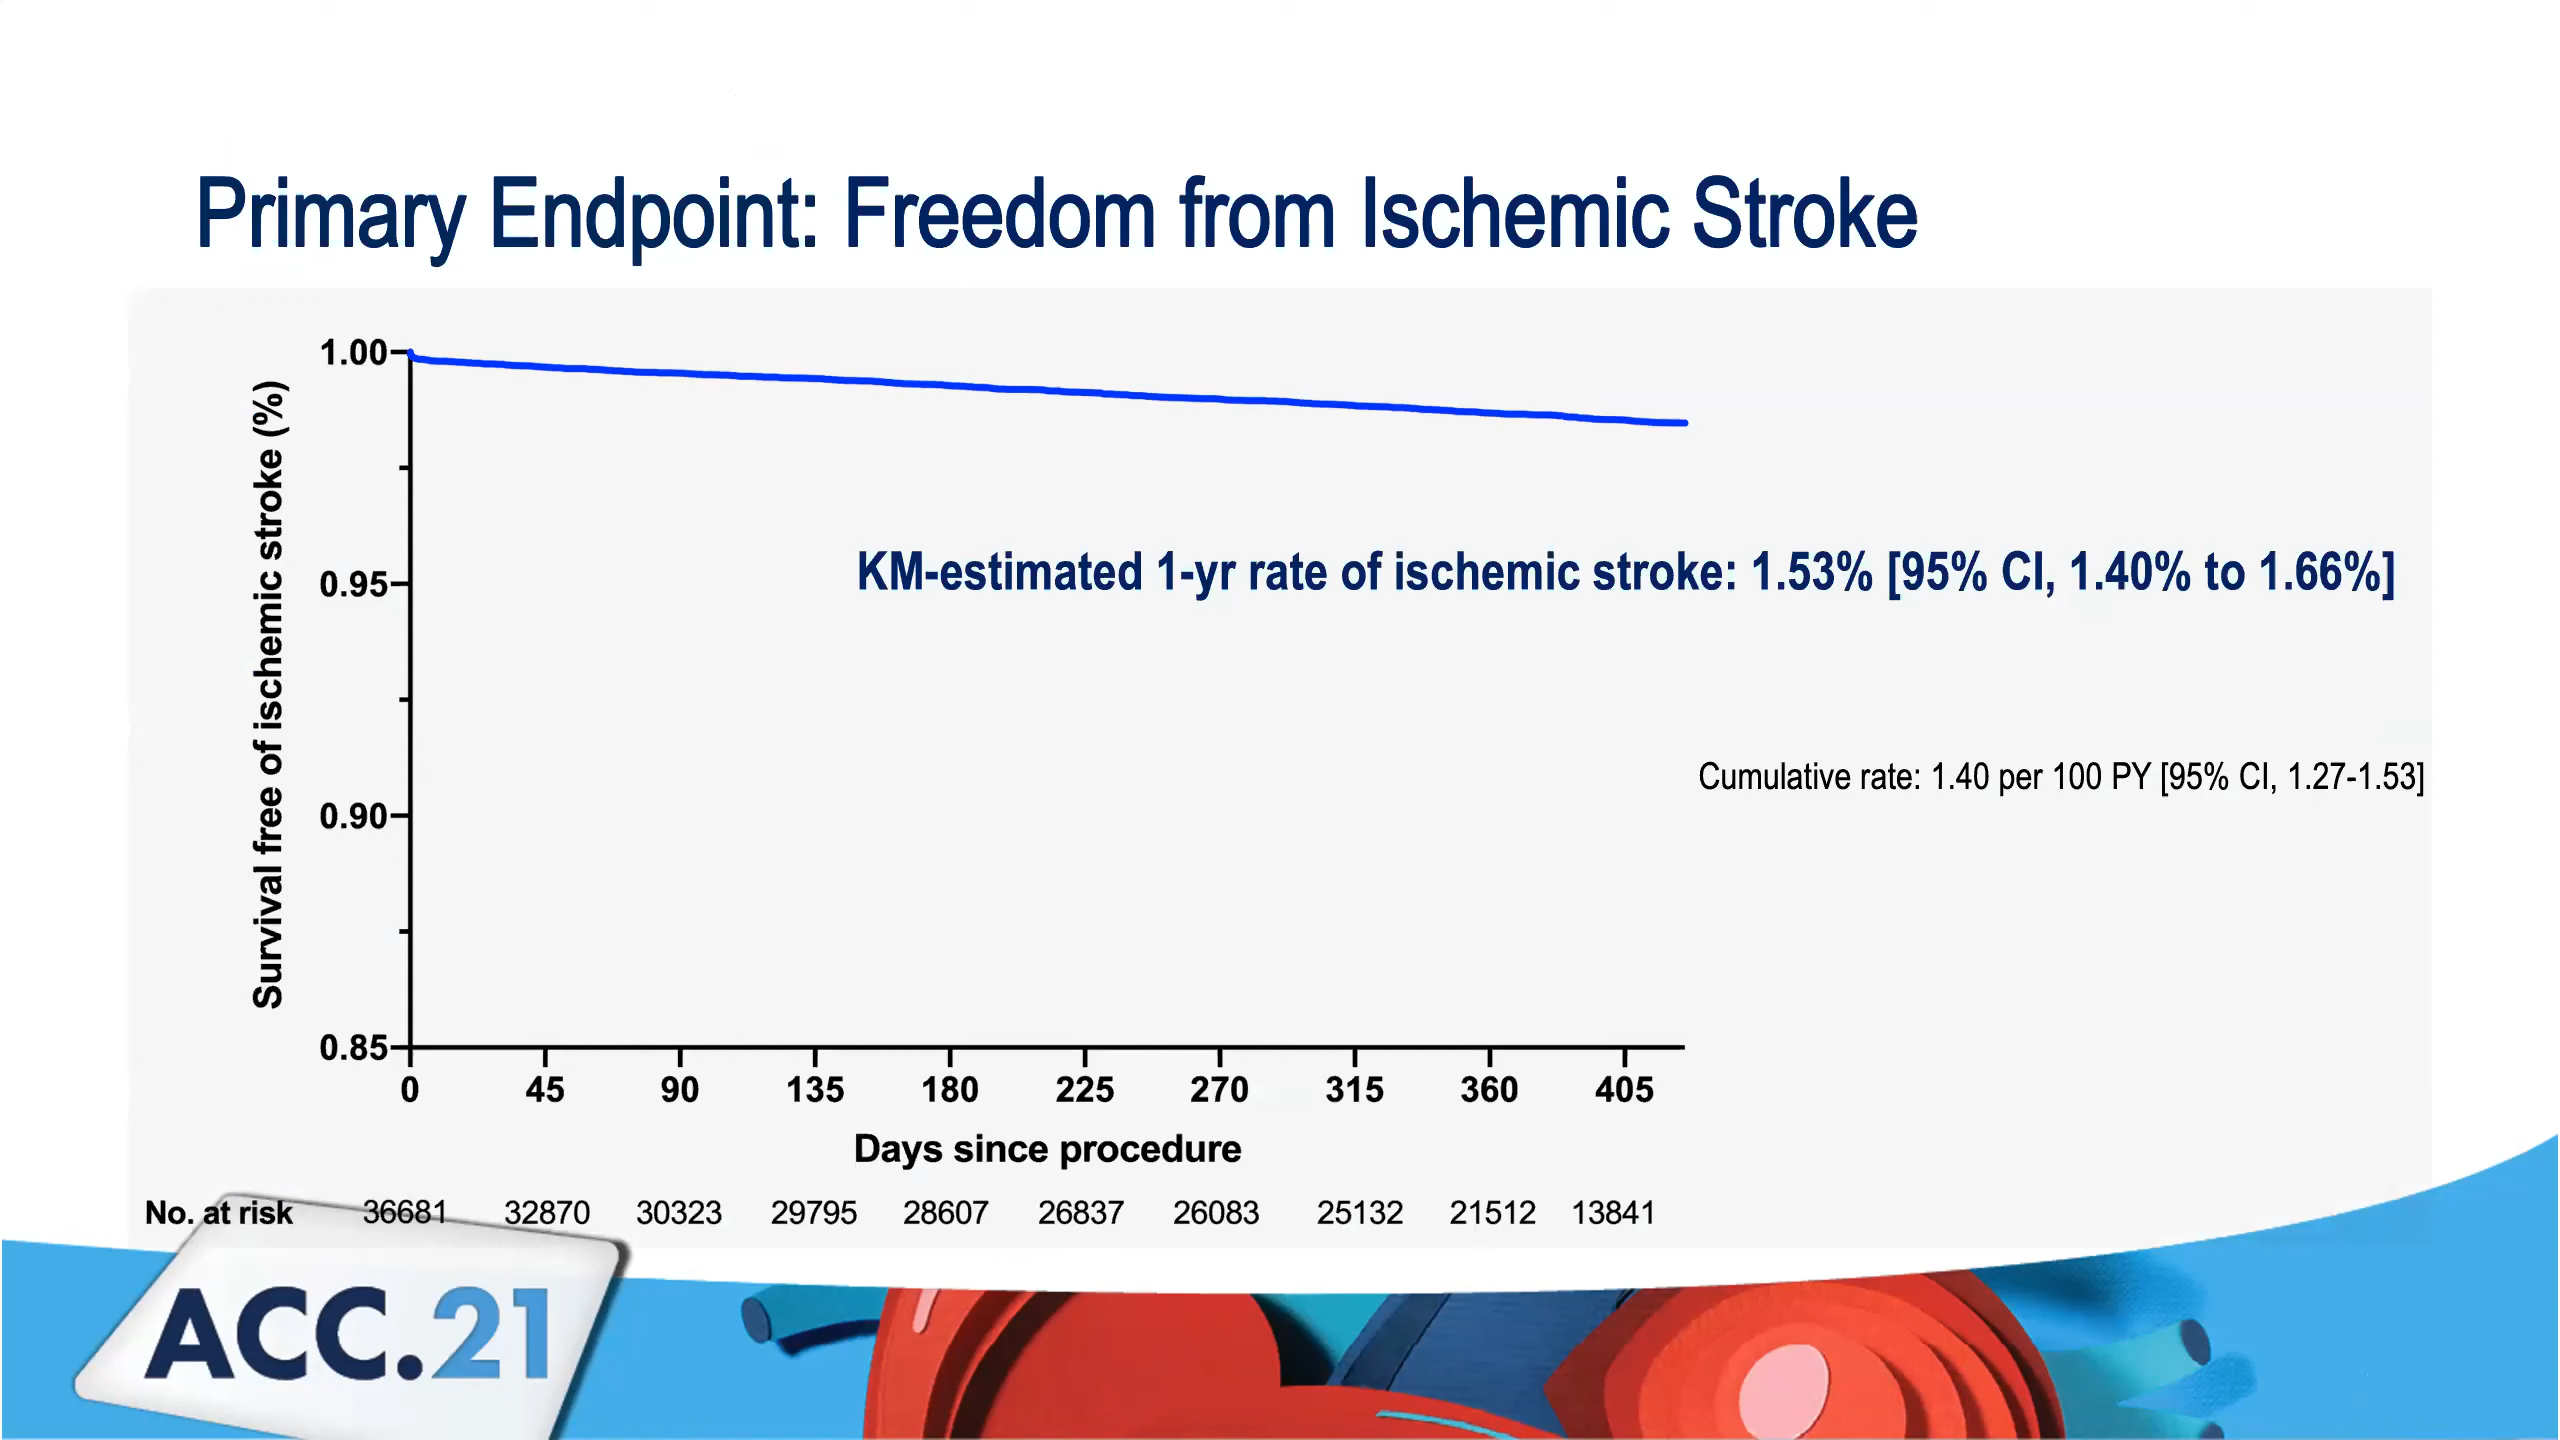 Primary Endpoint: Freedom from Ischemic Stroke
Survival free of ischemic stroke (%)
1.00
0.95
0.90
0.85
KM-estimated 1-yr rate of ischemic stroke: 1.53% [95% CI, 1.40% to 1.66%]
Cumulative rate: 1.40 per 100 PY [95% CI, 1.27-1.53]
0 45 90 135 180 225 270 315 360 405
Days since procedure
No. at risk 36681 32870 30323 29795 28607 26837 26083 25132 21512 13841
ACC.21